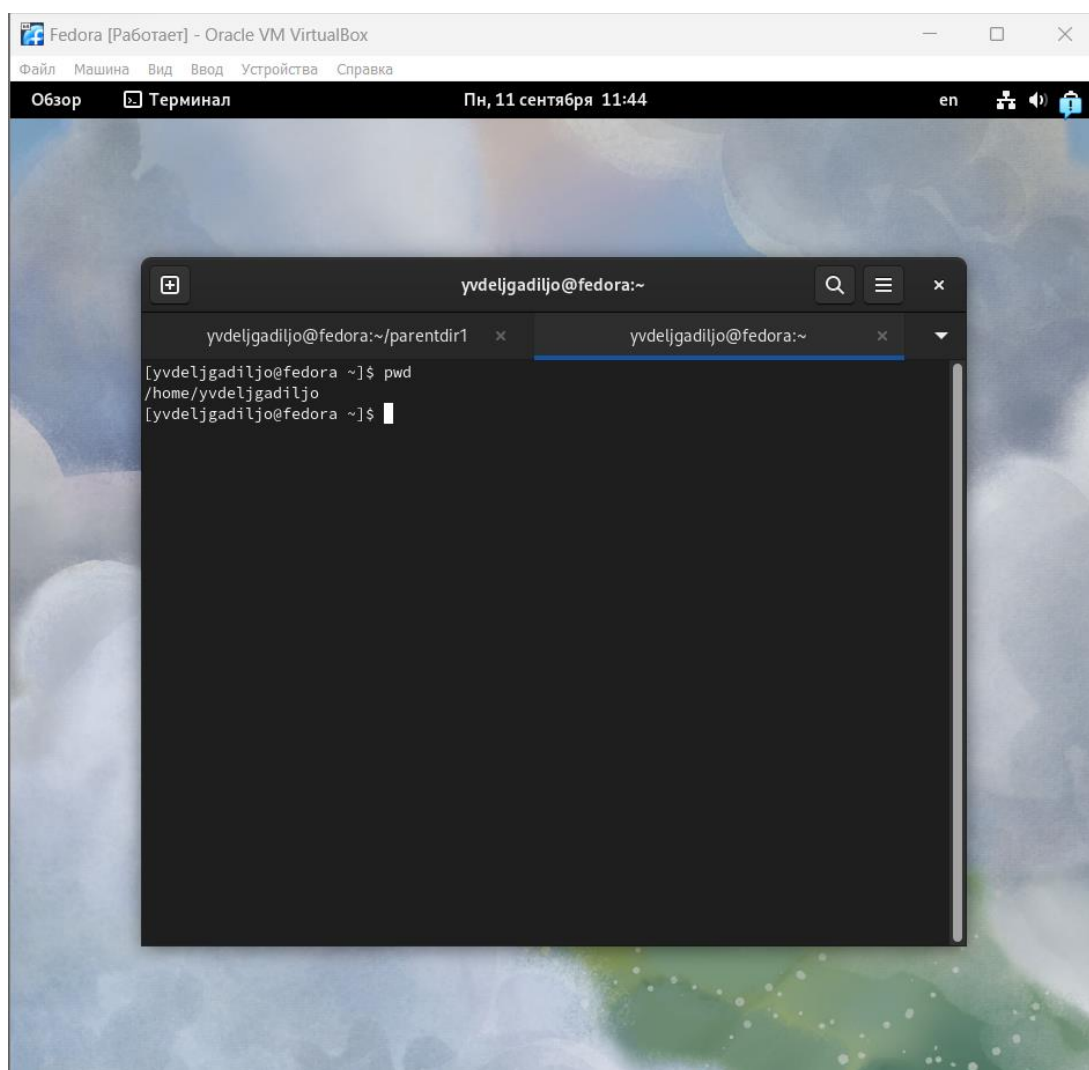 Fedora [Работает] - Oracle VM VirtualBox
Файл Машина Вид Ввод Устройства Справка
Обзор Терминал Пн, 11 сентября 11:44 en
yvdeljgadiljo@fedora:~
yvdeljgadiljo@fedora:~/parentdir1 yvdeljgadiljo@fedora:~
[yvdeljgadiljo@fedora ~]$ pwd
/home/yvdeljgadiljo
[yvdeljgadiljo@fedora ~]$